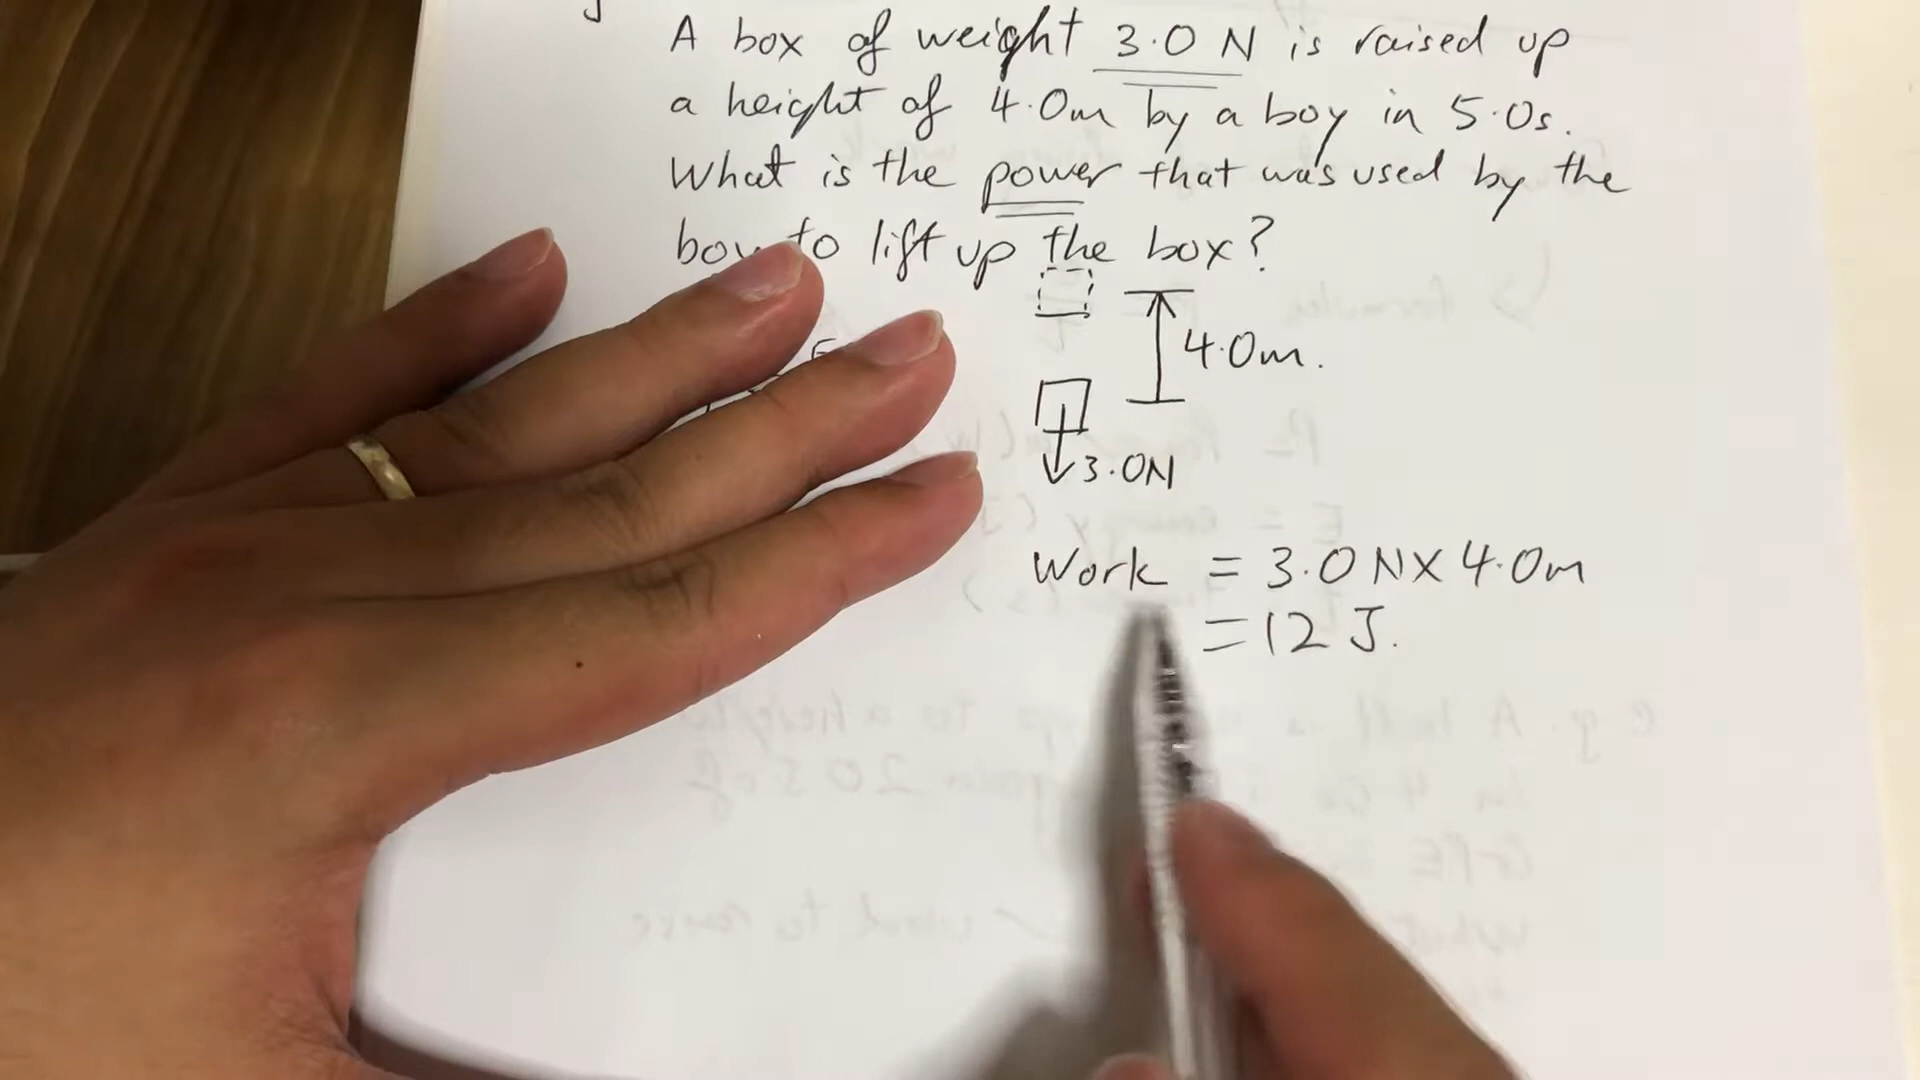 A box of weight 3.0 N is raised up
a height of 4.0m by a boy in 5.0s.
What is the power that was used by the
boy to lift up the box?
4.0m.
3.0N
Work = 3.0 N X 4.0m
= 12 J.